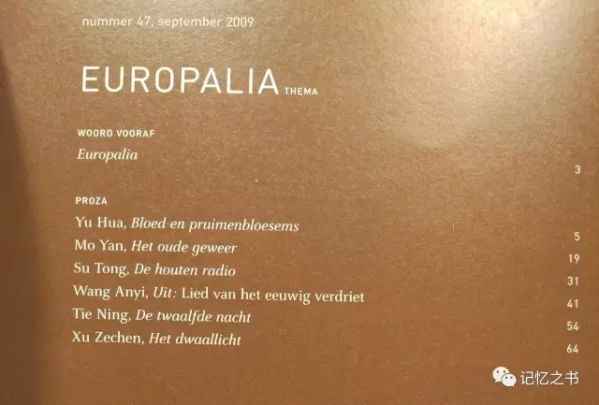 nummer 47, september 2009
EUROPALIA THEMA
WOORD VOORAF
Europalia 3
PROZA
Yu Hua, Bloed en pruimenbloesems 5
Mo Yan, Het oude geweer 19
Su Tong, De houten radio 31
Wang Anyi, Uit: Lied van het eeuwig verdriet 41
Tie Ning, De twaalfde nacht 54
Xu Zechen, Het dwaallicht 64
记忆之书